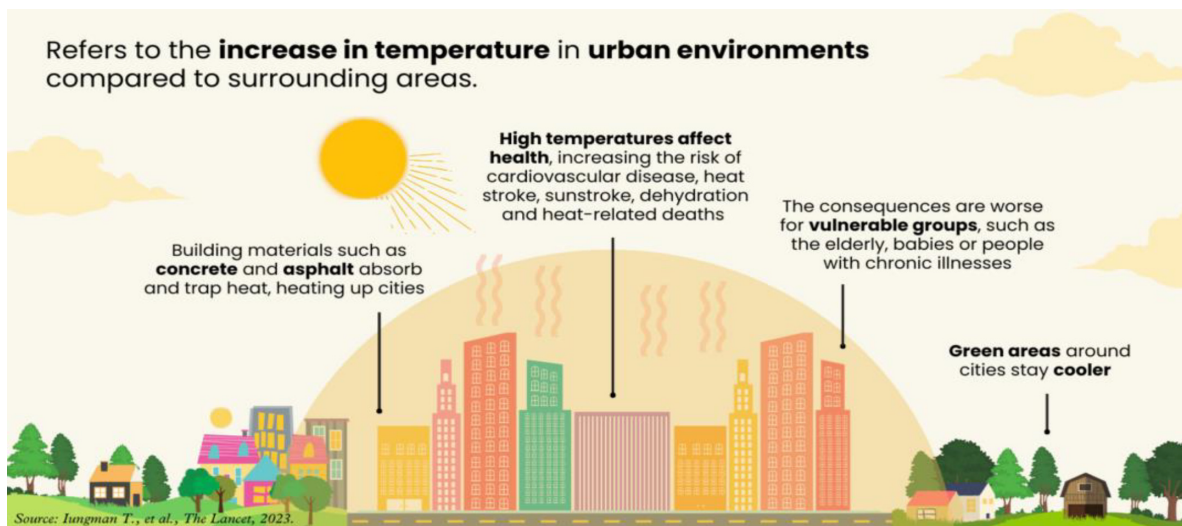 Refers to the increase in temperature in urban environments
compared to surrounding areas.
High temperatures affect
health, increasing the risk of
cardiovascular disease, heat
stroke, sunstroke, dehydration
and heat-related deaths
The consequences are worse
for vulnerable groups, such as
the elderly, babies or people
with chronic illnesses
Building materials such as
concrete and asphalt absorb
and trap heat, heating up cities
Green areas around
cities stay cooler
Source: Iungman T., et al., The Lancet, 2023.